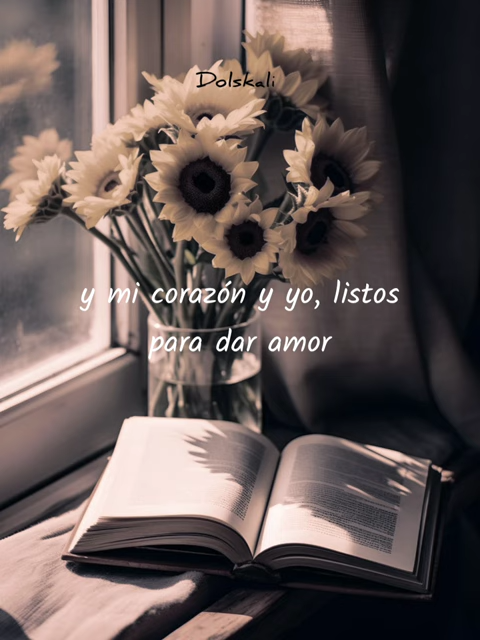 Dolskali
y mi corazón y yo, listos
para dar amor